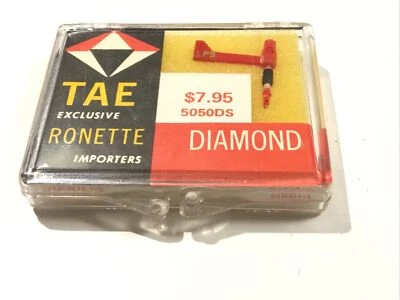 TAE
EXCLUSIVE
RONETTE
IMPORTERS
$7.95
5050DS
DIAMOND